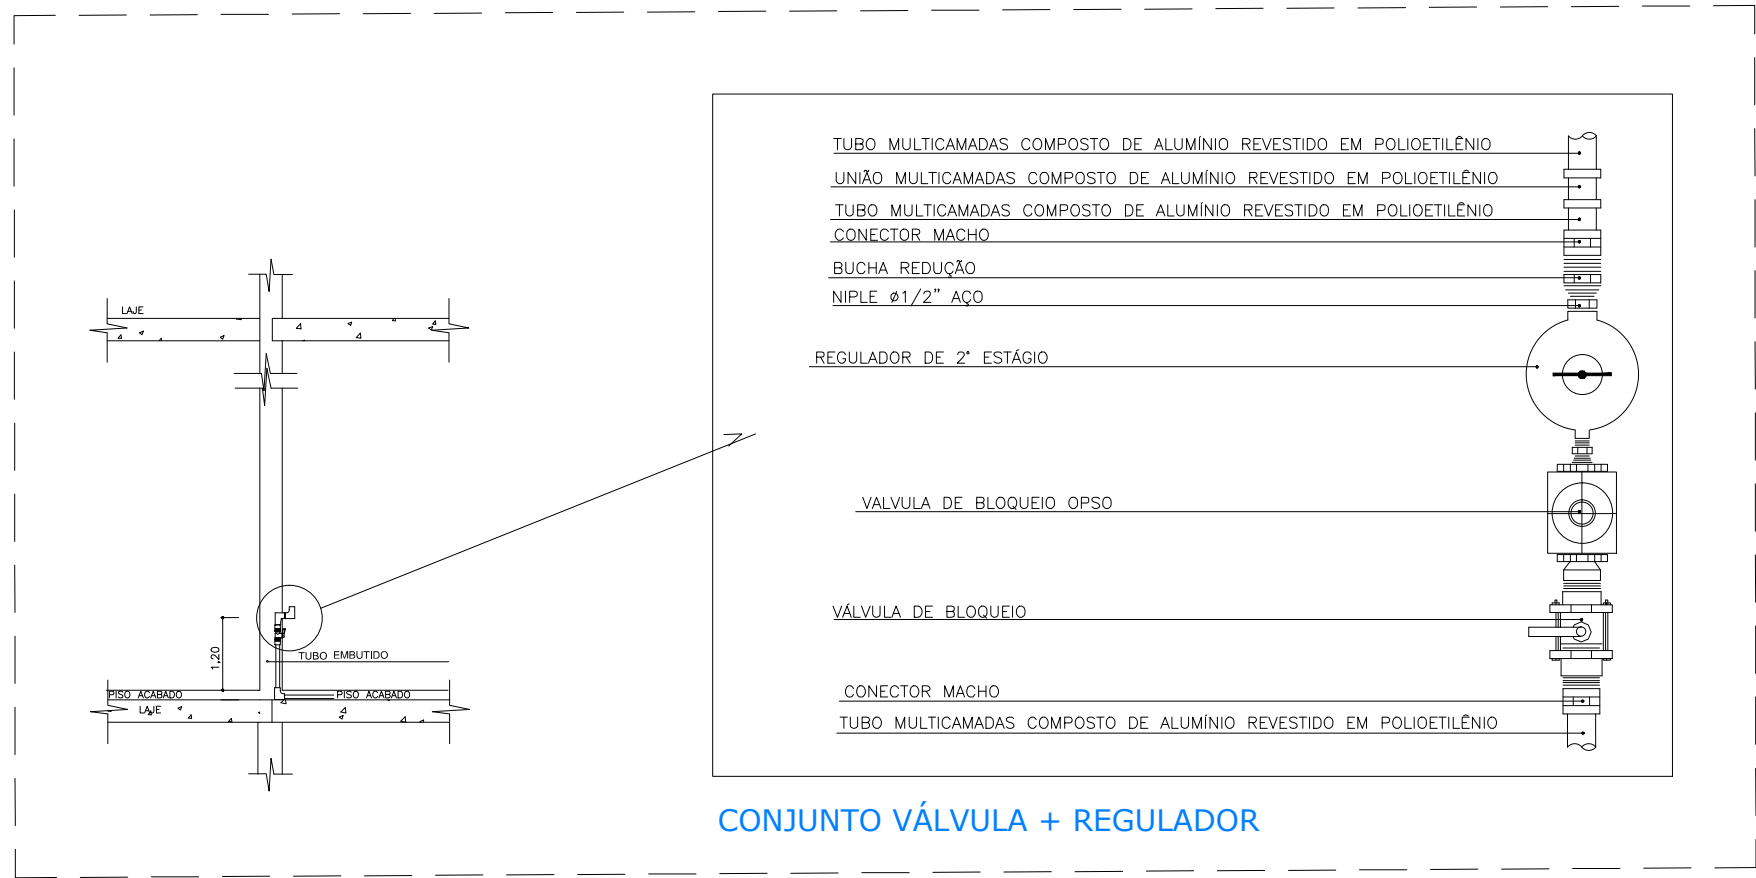 TUBO MULTICAMADAS COMPOSTO DE ALUMÍNIO REVESTIDO EM POLIOETILÊNIO
UNIÃO MULTICAMADAS COMPOSTO DE ALUMÍNIO REVESTIDO EM POLIOETILÊNIO
TUBO MULTICAMADAS COMPOSTO DE ALUMÍNIO REVESTIDO EM POLIOETILÊNIO
CONECTOR MACHO
BUCHA REDUÇÃO
NIPLE ø1/2" AÇO
REGULADOR DE 2° ESTÁGIO
VALVULA DE BLOQUEIO OPSO
VÁLVULA DE BLOQUEIO
CONECTOR MACHO
TUBO MULTICAMADAS COMPOSTO DE ALUMÍNIO REVESTIDO EM POLIOETILÊNIO
LAJE
1,20
TUBO EMBUTIDO
PISO ACABADO
PISO ACABADO
LAJE
CONJUNTO VÁLVULA + REGULADOR